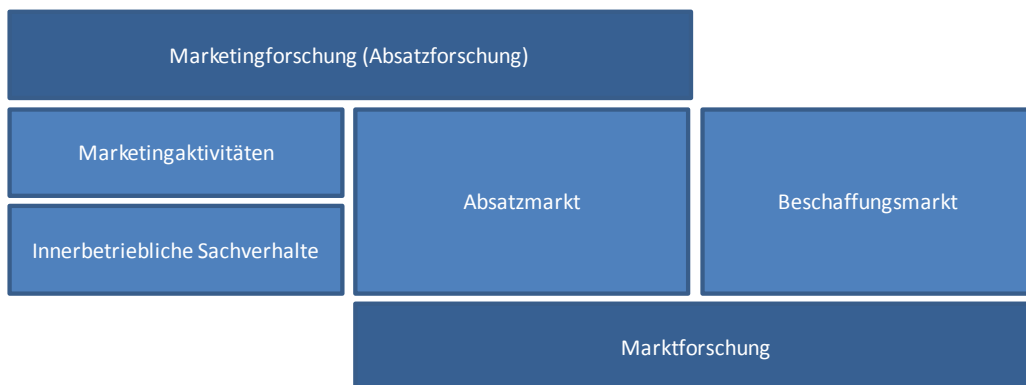 Marketingforschung (Absatzforschung)
Marketingaktivitäten
Absatzmarkt
Beschaffungsmarkt
Innerbetriebliche Sachverhalte
Marktforschung